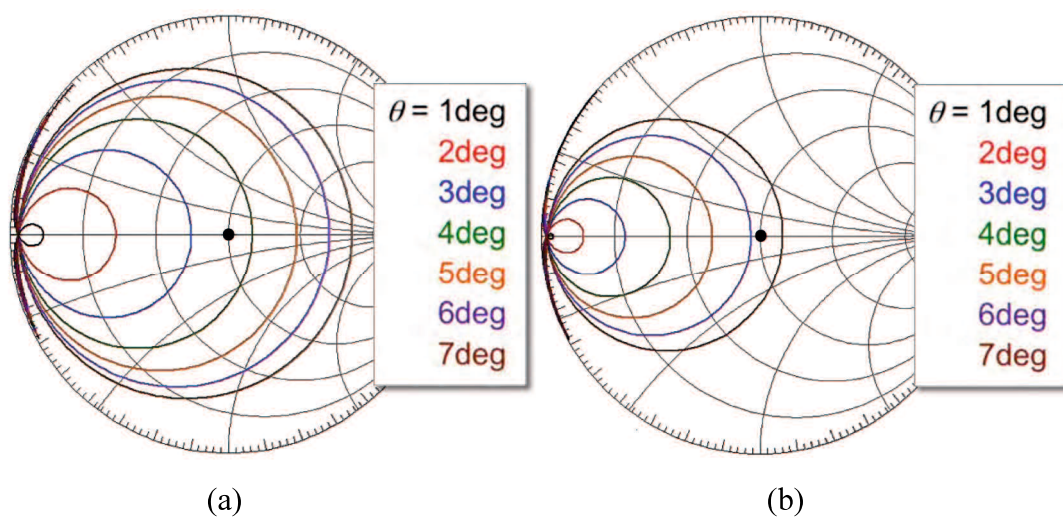 θ = 1deg
2deg
3deg
4deg
5deg
6deg
7deg
θ = 1deg
2deg
3deg
4deg
5deg
6deg
7deg
(a)
(b)